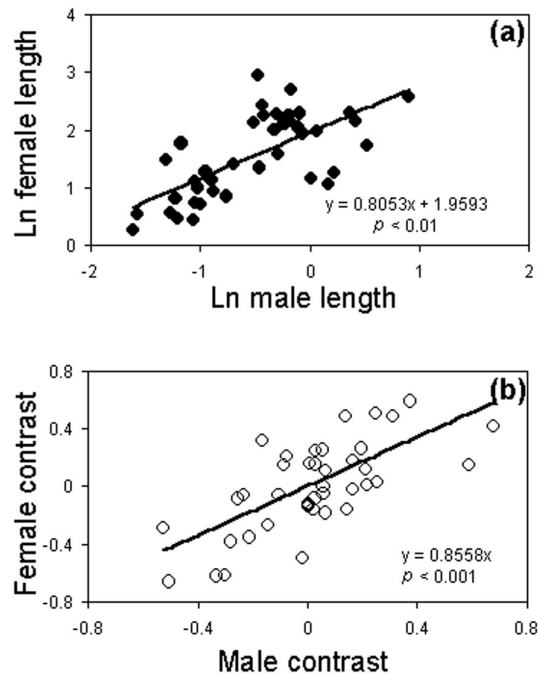 (a)
4
3
2
1
0
Ln female length
y = 0.8053x + 1.9593
p < 0.01
-2
-1
0
1
2
Ln male length
(b)
0.8
0.4
0
-0.4
-0.8
Female contrast
y = 0.8558x
p < 0.001
-0.8
-0.4
0
0.4
0.8
Male contrast